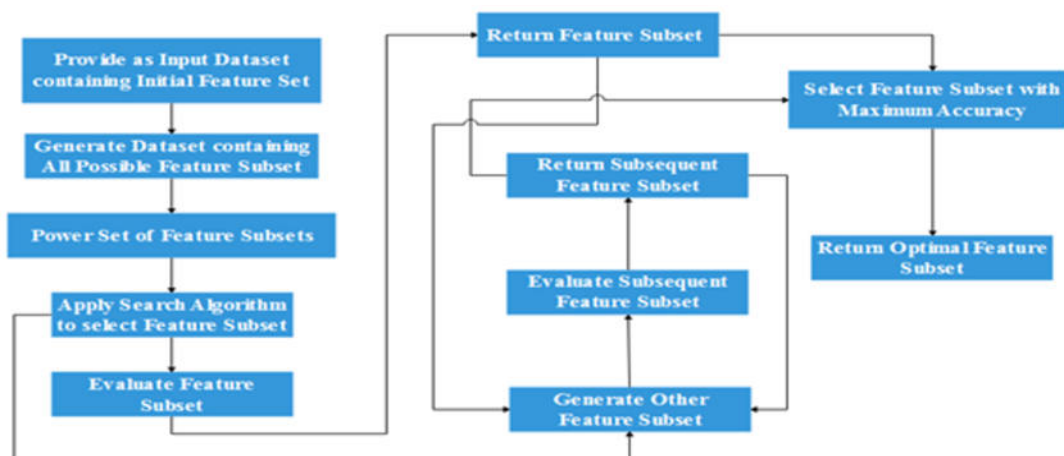 Provide as Input Dataset
containing Initial Feature Set
Generate Dataset containing
All Possible Feature Subset
Power Set of Feature Subsets
Apply Search Algorithm
to select Feature Subset
Evaluate Feature
Subset
Return Feature Subset
Select Feature Subset with
Maximum Accuracy
Return Subsequent
Feature Subset
Evaluate Subsequent
Feature Subset
Generate Other
Feature Subset
Return Optimal Feature
Subset